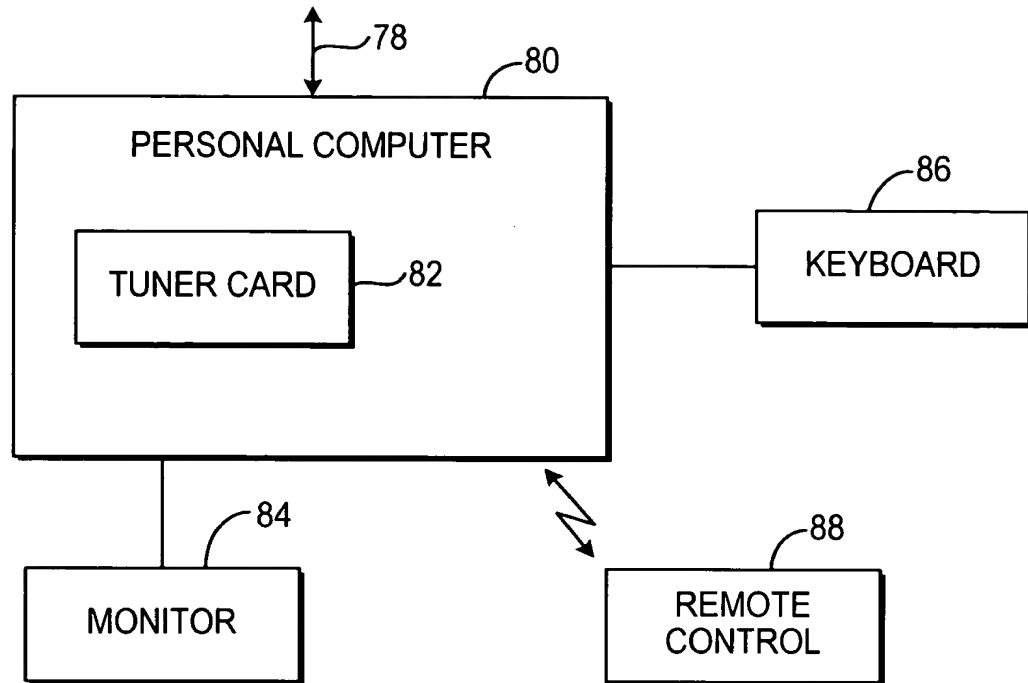 78
80
PERSONAL COMPUTER
86
KEYBOARD
TUNER CARD
82
84
MONITOR
88
REMOTE
CONTROL